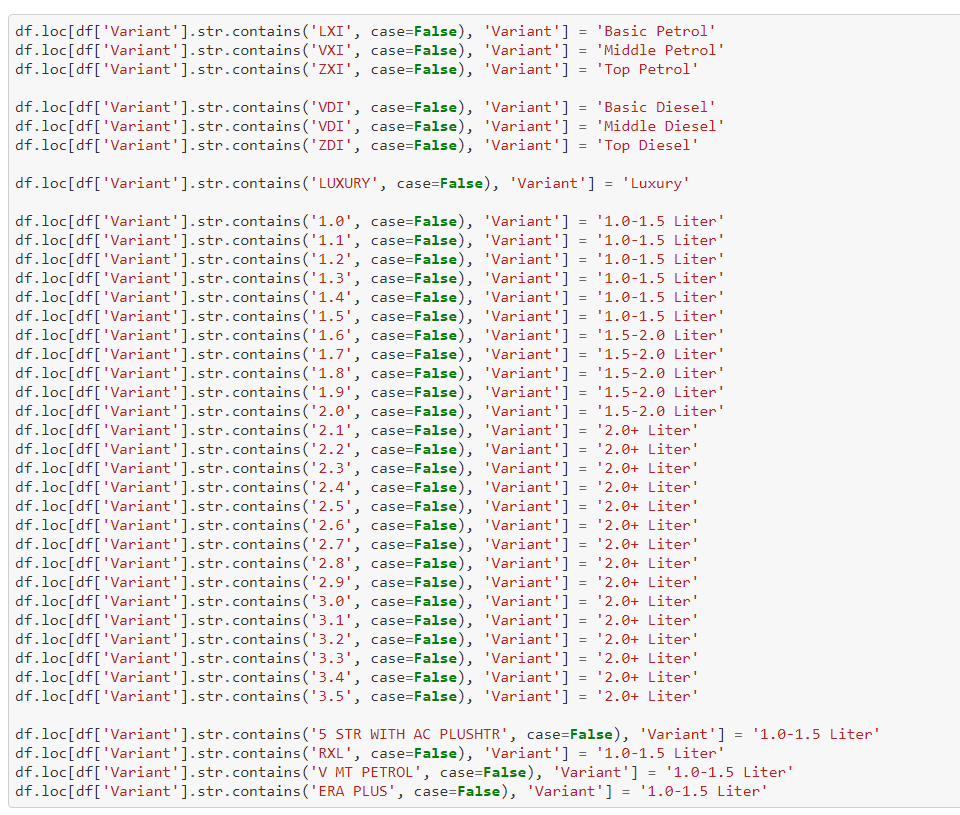 df.loc[df['Variant'].str.contains('LXI', case=False), 'Variant'] = 'Basic Petrol'
df.loc[df['Variant'].str.contains('VXI', case=False), 'Variant'] = 'Middle Petrol'
df.loc[df['Variant'].str.contains('ZXI', case=False), 'Variant'] = 'Top Petrol'

df.loc[df['Variant'].str.contains('VDI', case=False), 'Variant'] = 'Basic Diesel'
df.loc[df['Variant'].str.contains('VDI', case=False), 'Variant'] = 'Middle Diesel'
df.loc[df['Variant'].str.contains('ZDI', case=False), 'Variant'] = 'Top Diesel'

df.loc[df['Variant'].str.contains('LUXURY', case=False), 'Variant'] = 'Luxury'

df.loc[df['Variant'].str.contains('1.0', case=False), 'Variant'] = '1.0-1.5 Liter'
df.loc[df['Variant'].str.contains('1.1', case=False), 'Variant'] = '1.0-1.5 Liter'
df.loc[df['Variant'].str.contains('1.2', case=False), 'Variant'] = '1.0-1.5 Liter'
df.loc[df['Variant'].str.contains('1.3', case=False), 'Variant'] = '1.0-1.5 Liter'
df.loc[df['Variant'].str.contains('1.4', case=False), 'Variant'] = '1.0-1.5 Liter'
df.loc[df['Variant'].str.contains('1.5', case=False), 'Variant'] = '1.0-1.5 Liter'
df.loc[df['Variant'].str.contains('1.6', case=False), 'Variant'] = '1.5-2.0 Liter'
df.loc[df['Variant'].str.contains('1.7', case=False), 'Variant'] = '1.5-2.0 Liter'
df.loc[df['Variant'].str.contains('1.8', case=False), 'Variant'] = '1.5-2.0 Liter'
df.loc[df['Variant'].str.contains('1.9', case=False), 'Variant'] = '1.5-2.0 Liter'
df.loc[df['Variant'].str.contains('2.0', case=False), 'Variant'] = '1.5-2.0 Liter'
df.loc[df['Variant'].str.contains('2.1', case=False), 'Variant'] = '2.0+ Liter'
df.loc[df['Variant'].str.contains('2.2', case=False), 'Variant'] = '2.0+ Liter'
df.loc[df['Variant'].str.contains('2.3', case=False), 'Variant'] = '2.0+ Liter'
df.loc[df['Variant'].str.contains('2.4', case=False), 'Variant'] = '2.0+ Liter'
df.loc[df['Variant'].str.contains('2.5', case=False), 'Variant'] = '2.0+ Liter'
df.loc[df['Variant'].str.contains('2.6', case=False), 'Variant'] = '2.0+ Liter'
df.loc[df['Variant'].str.contains('2.7', case=False), 'Variant'] = '2.0+ Liter'
df.loc[df['Variant'].str.contains('2.8', case=False), 'Variant'] = '2.0+ Liter'
df.loc[df['Variant'].str.contains('2.9', case=False), 'Variant'] = '2.0+ Liter'
df.loc[df['Variant'].str.contains('3.0', case=False), 'Variant'] = '2.0+ Liter'
df.loc[df['Variant'].str.contains('3.1', case=False), 'Variant'] = '2.0+ Liter'
df.loc[df['Variant'].str.contains('3.2', case=False), 'Variant'] = '2.0+ Liter'
df.loc[df['Variant'].str.contains('3.3', case=False), 'Variant'] = '2.0+ Liter'
df.loc[df['Variant'].str.contains('3.4', case=False), 'Variant'] = '2.0+ Liter'
df.loc[df['Variant'].str.contains('3.5', case=False), 'Variant'] = '2.0+ Liter'

df.loc[df['Variant'].str.contains('5 STR WITH AC PLUSHTR', case=False), 'Variant'] = '1.0-1.5 Liter'
df.loc[df['Variant'].str.contains('RXL', case=False), 'Variant'] = '1.0-1.5 Liter'
df.loc[df['Variant'].str.contains('V MT PETROL', case=False), 'Variant'] = '1.0-1.5 Liter'
df.loc[df['Variant'].str.contains('ERA PLUS', case=False), 'Variant'] = '1.0-1.5 Liter'